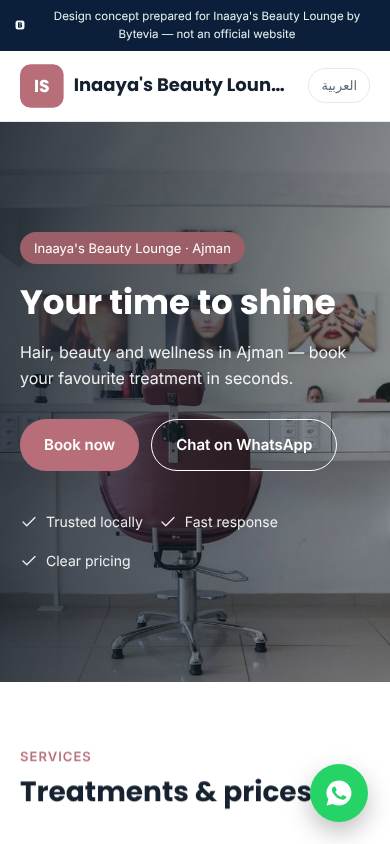 B
Design concept prepared for Inaaya's Beauty Lounge by
Bytevia — not an official website
IS
Inaaya's Beauty Loun...
العربية
Inaaya's Beauty Lounge · Ajman
Your time to shine
Hair, beauty and wellness in Ajman — book
your favourite treatment in seconds.
Book now
Chat on WhatsApp
Trusted locally
Fast response
Clear pricing
SERVICES
Treatments & prices